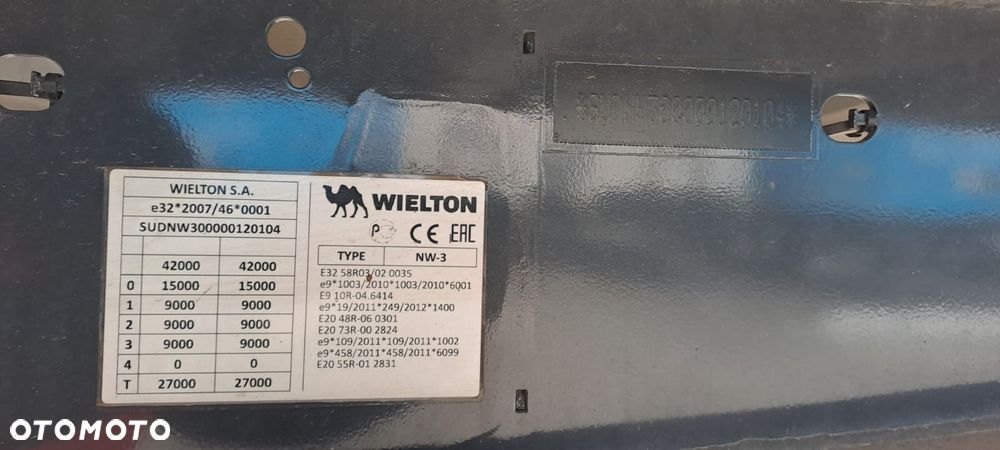 *SUDNW300000120104*
WIELTON S.A.
e32*2007/46*0001
SUDNW300000120104
42000 42000
0 15000 15000
1 9000 9000
2 9000 9000
3 9000 9000
4 0 0
T 27000 27000
WIELTON
CE EAC
TYPE NW-3
E32 58R03/02 0035
e9*1003/2010*1003/2010*6001
E9 10R-04.6414
e9*19/2011*249/2012*1400
E20 48R-06 0301
E20 73R-00 2824
e9*109/2011*109/2011*1002
e9*458/2011*458/2011*6099
E20 55R-01 2831
OTOMOTO